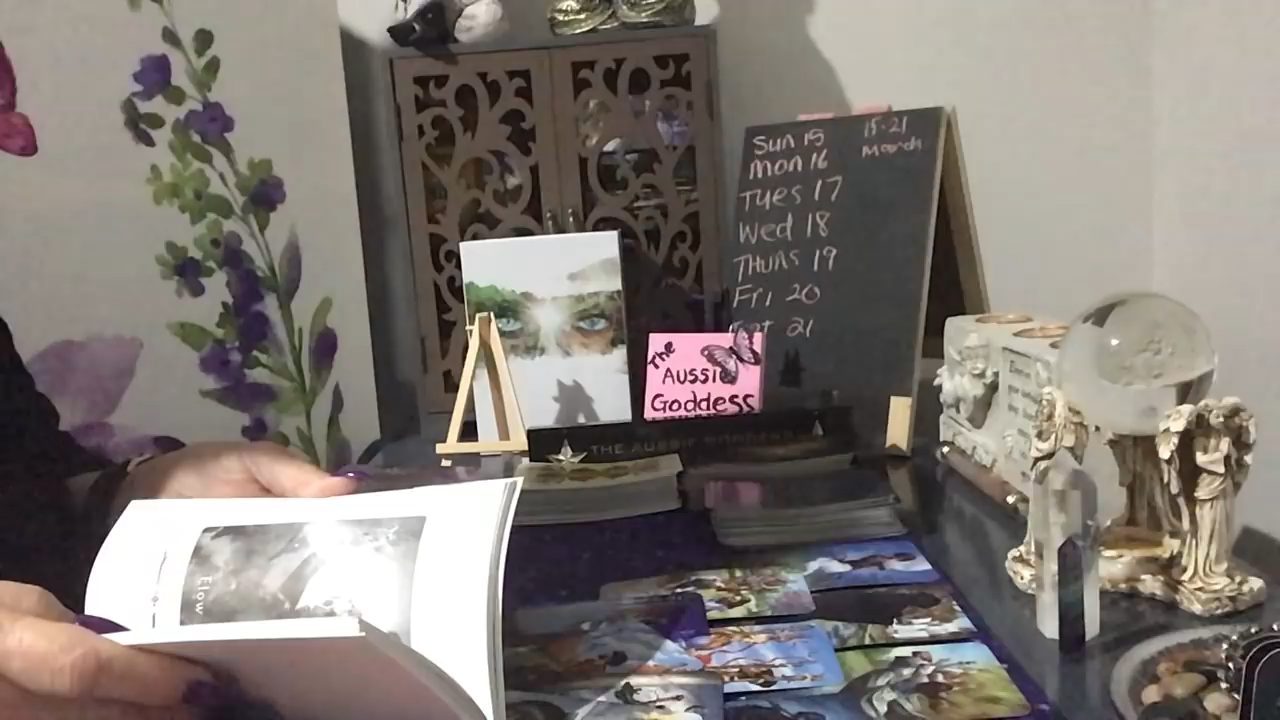 Sun 15
15-21
March
Mon 16
Tues 17
Wed 18
THURS 19
Fri 20
Sat 21
The
AUSSIE
Goddess
THE AUSSIE GODDESS
Elow